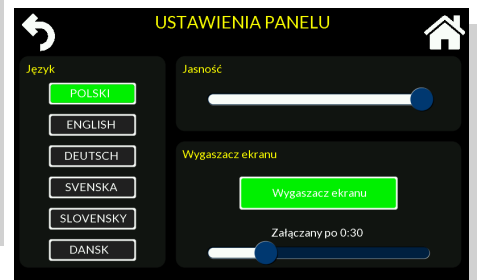 USTAWIENIA PANELU
Język
POLSKI
ENGLISH
DEUTSCH
SVENSKA
SLOVENSKY
DANSK
Jasność
Wygaszacz ekranu
Wygaszacz ekranu
Załączany po 0:30